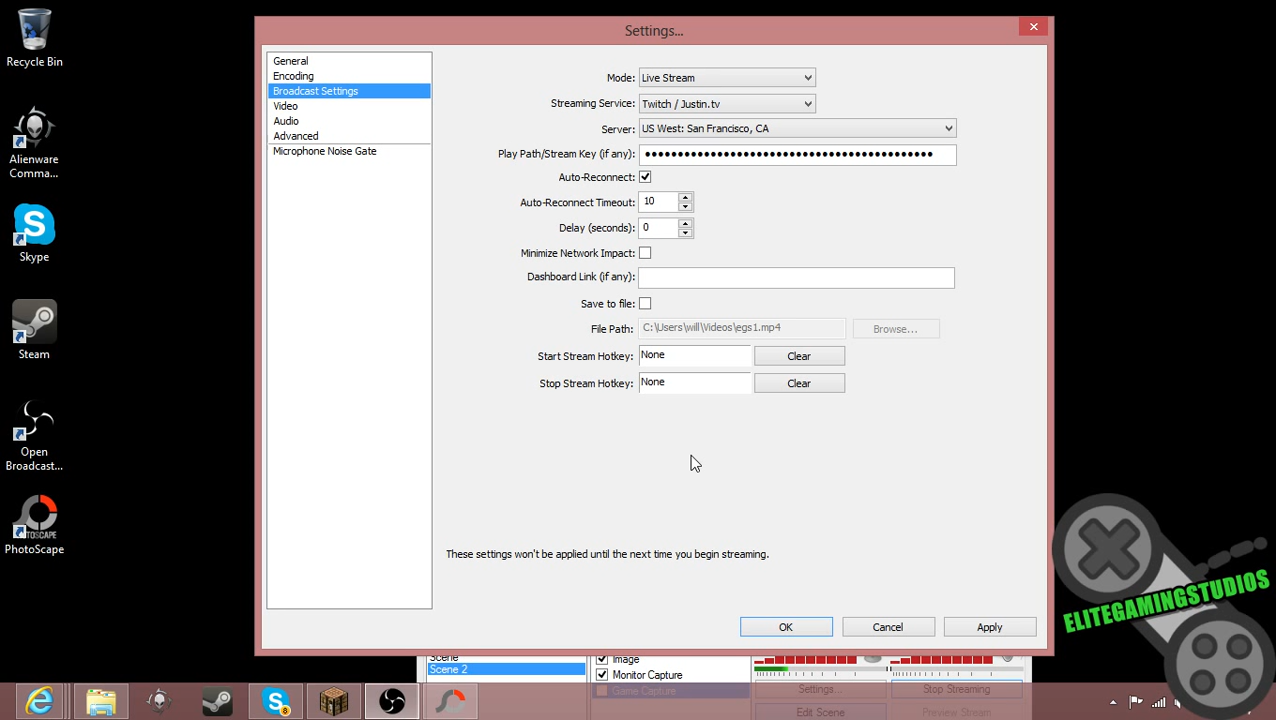 Settings...
Recycle Bin
Alienware
Comma...
Skype
Steam
Open
Broadcast...
PhotoScape
General
Encoding
Broadcast Settings
Video
Audio
Advanced
Microphone Noise Gate
Mode: Live Stream
Streaming Service: Twitch / Justin.tv
Server: US West: San Francisco, CA
Play Path/Stream Key (if any): ••••••••••••••••••••••••••••••••••••••••••••
Auto-Reconnect:
Auto-Reconnect Timeout: 10
Delay (seconds): 0
Minimize Network Impact:
Dashboard Link (if any):
Save to file:
File Path: C:\Users\will\Videos\egs1.mp4 Browse...
Start Stream Hotkey: None Clear
Stop Stream Hotkey: None Clear
These settings won't be applied until the next time you begin streaming.
OK Cancel Apply
ELITEGAMINGSTUDIOS
Scene
Scene 2
Image
Monitor Capture
Game Capture
Settings... Stop Streaming
Edit Scene Preview Stream
8